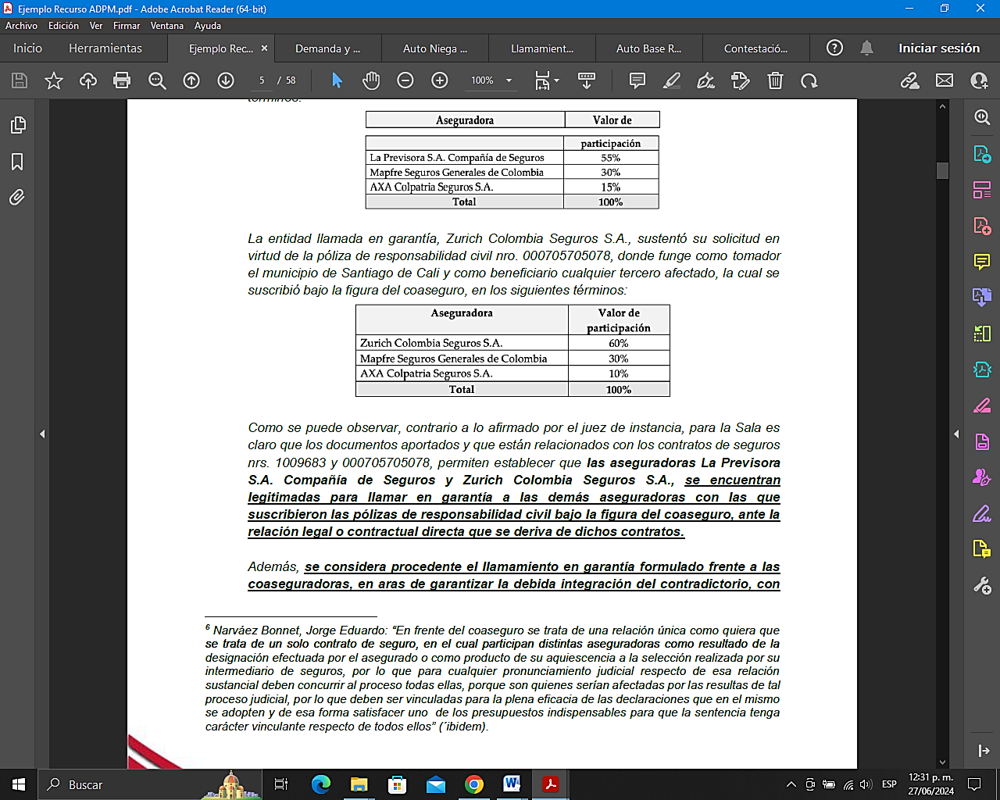 Ejemplo Recurso ADPM.pdf - Adobe Acrobat Reader (64-bit)
Archivo Edición Ver Firmar Ventana Ayuda
Inicio Herramientas Ejemplo Rec... × Demanda y ... Auto Niega ... Llamamient... Auto Base R... Contestació... Iniciar sesión
5 / 58 100%
términos:
Aseguradora Valor de
participación
La Previsora S.A. Compañía de Seguros 55%
Mapfre Seguros Generales de Colombia 30%
AXA Colpatria Seguros S.A. 15%
Total 100%
La entidad llamada en garantía, Zurich Colombia Seguros S.A., sustentó su solicitud en
virtud de la póliza de responsabilidad civil nro. 000705705078, donde funge como tomador
el municipio de Santiago de Cali y como beneficiario cualquier tercero afectado, la cual se
suscribió bajo la figura del coaseguro, en los siguientes términos:
Aseguradora Valor de
participación
Zurich Colombia Seguros S.A. 60%
Mapfre Seguros Generales de Colombia 30%
AXA Colpatria Seguros S.A. 10%
Total 100%
Como se puede observar, contrario a lo afirmado por el juez de instancia, para la Sala es
claro que los documentos aportados y que están relacionados con los contratos de seguros
nrs. 1009683 y 000705705078, permiten establecer que las aseguradoras La Previsora
S.A. Compañía de Seguros y Zurich Colombia Seguros S.A., se encuentran
legitimadas para llamar en garantía a las demás aseguradoras con las que
suscribieron las pólizas de responsabilidad civil bajo la figura del coaseguro, ante la
relación legal o contractual directa que se deriva de dichos contratos.
Además, se considera procedente el llamamiento en garantía formulado frente a las
coaseguradoras, en aras de garantizar la debida integración del contradictorio, con
6 Narváez Bonnet, Jorge Eduardo: “En frente del coaseguro se trata de una relación única como quiera que
se trata de un solo contrato de seguro, en el cual participan distintas aseguradoras como resultado de la
designación efectuada por el asegurado o como producto de su aquiescencia a la selección realizada por su
intermediario de seguros, por lo que para cualquier pronunciamiento judicial respecto de esa relación
sustancial deben concurrir al proceso todas ellas, porque son quienes serían afectadas por las resultas de tal
proceso judicial, por lo que deben ser vinculadas para la plena eficacia de las declaraciones que en el mismo
se adopten y de esa forma satisfacer uno de los presupuestos indispensables para que la sentencia tenga
carácter vinculante respecto de todos ellos” (´ibidem).
Buscar
ESP
12:31 p. m.
27/06/2024